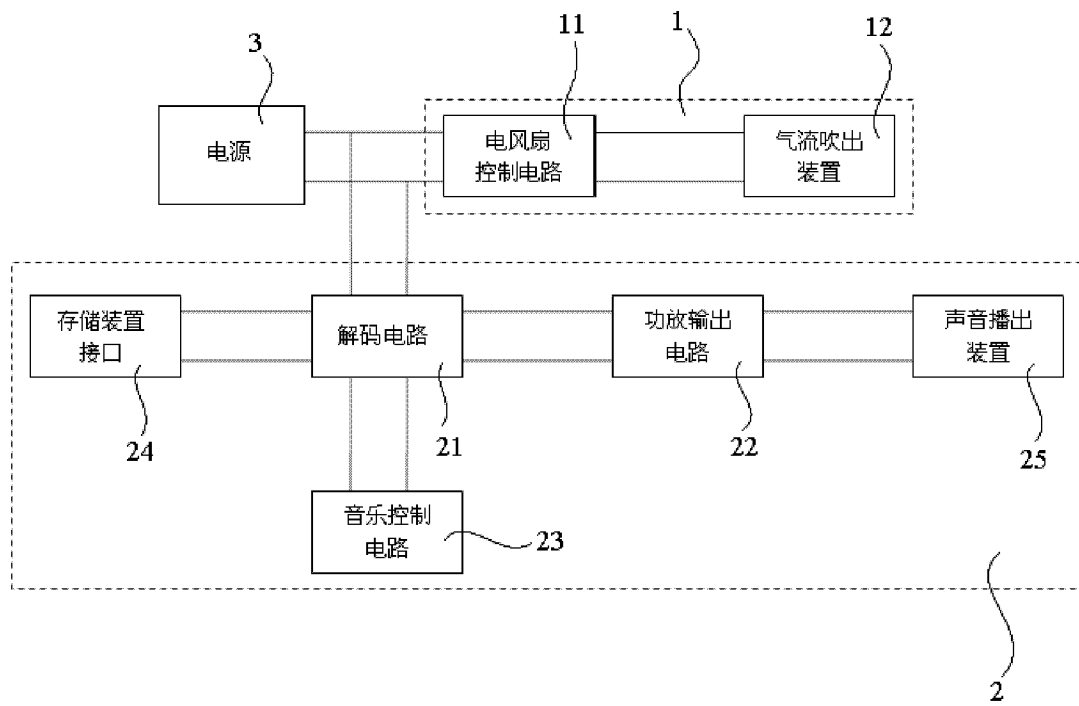 3
11
1
12
电源
电风扇
控制电路
气流吹出
装置
存储装置
接口
解码电路
功放输出
电路
声音播出
装置
24
21
22
25
音乐控制
电路
23
2